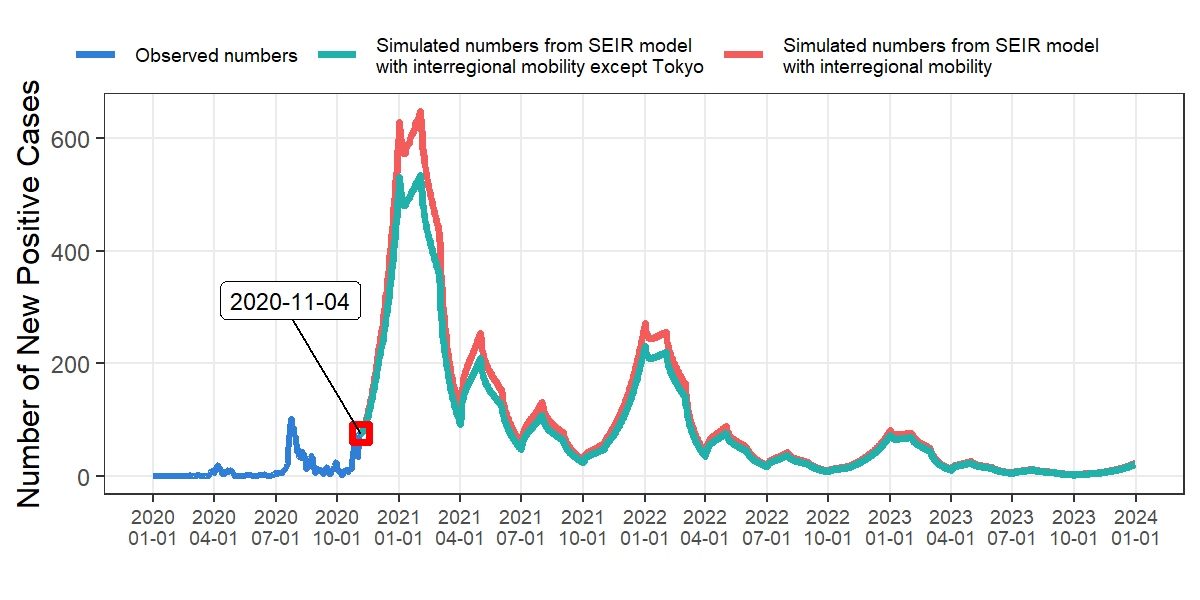 Observed numbers
Simulated numbers from SEIR model
with interregional mobility except Tokyo
Simulated numbers from SEIR model
with interregional mobility
Number of New Positive Cases
600
400
200
0
2020-11-04
2020 2020 2020 2020 2021 2021 2021 2021 2022 2022 2022 2022 2023 2023 2023 2023 2024
01-01 04-01 07-01 10-01 01-01 04-01 07-01 10-01 01-01 04-01 07-01 10-01 01-01 04-01 07-01 10-01 01-01